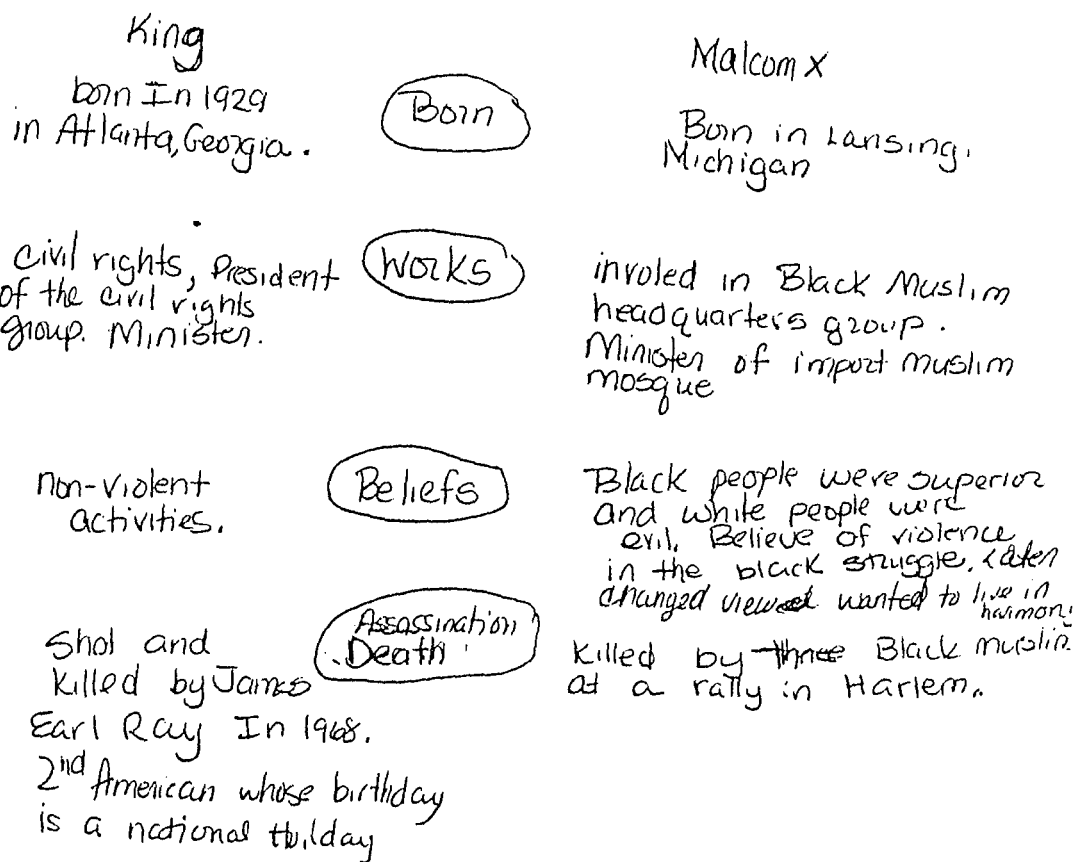 King
born In 1929
in Atlanta, Georgia.
Born
Malcom X
Born in Lansing,
Michigan
civil rights, President
of the civil rights
group. Minister.
Works
involed in Black Muslim
headquarters group.
Minister of import muslim
mosque
non-violent
activities.
Beliefs
Black people were superior
and white people were
evil. Believe of violence
in the black struggle. Later
changed view wanted to live in
harmony
Shot and
killed by James
Earl Ray In 1968.
2nd American whose birthday
is a national Holiday
Assassination
Death
killed by three Black muslim
at a rally in Harlem.